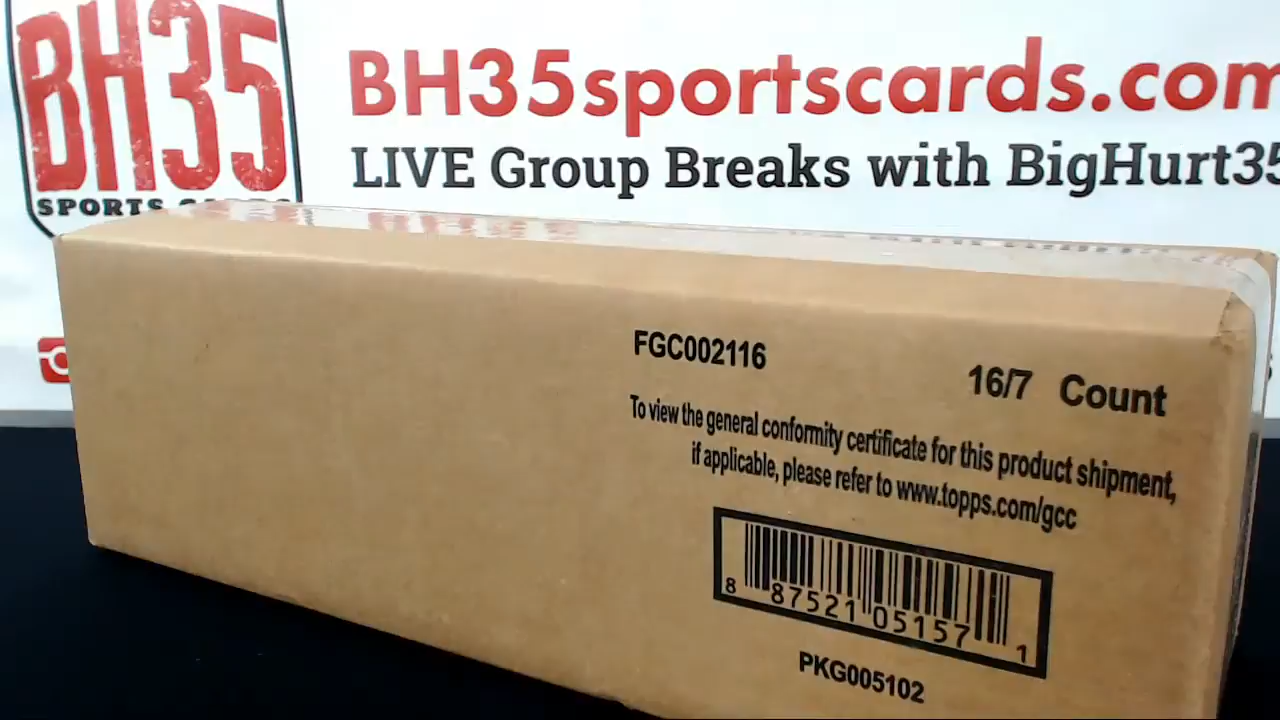 BH35
SPORTS CARDS
BH35sportscards.com
LIVE Group Breaks with BigHurt35
FGC002116
16/7 Count
To view the general conformity certificate for this product shipment,
if applicable, please refer to www.topps.com/gcc
8 87521 05157 1
PKG005102